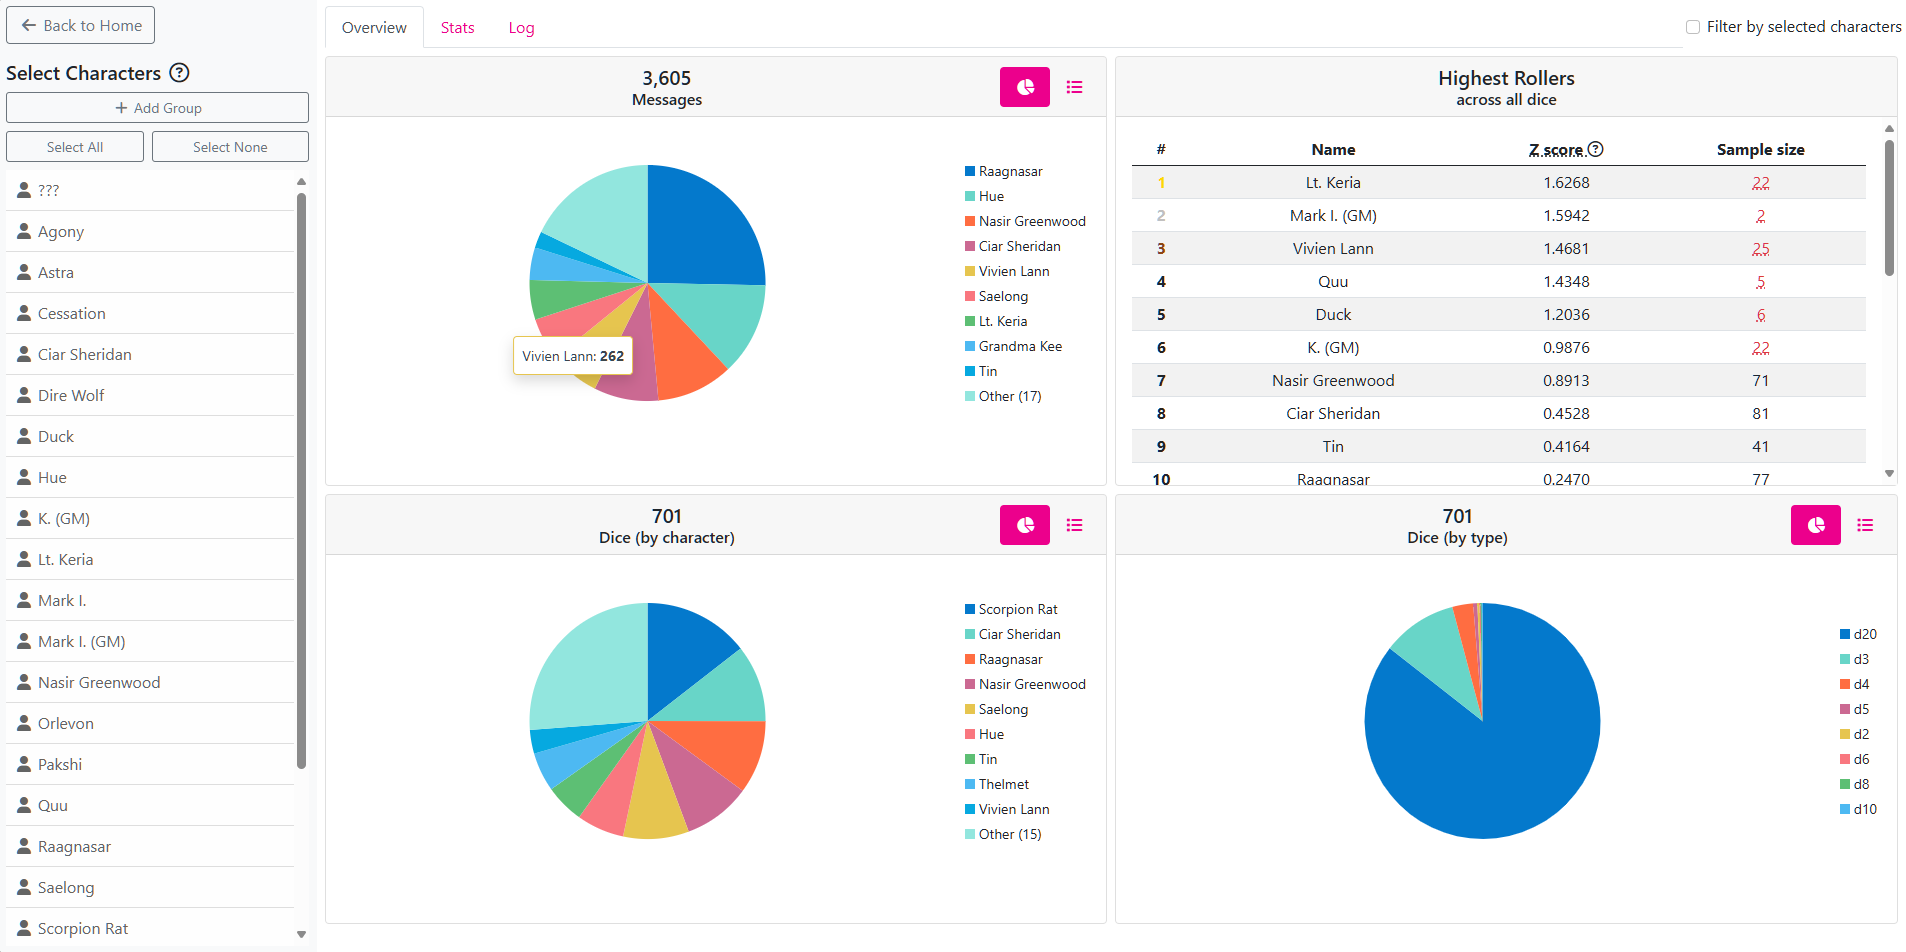 Back to Home
Select Characters ?
+ Add Group
Select All
Select None
???
Agony
Astra
Cessation
Ciar Sheridan
Dire Wolf
Duck
Hue
K. (GM)
Lt. Keria
Mark I.
Mark I. (GM)
Nasir Greenwood
Orlevon
Pakshi
Quu
Raagnasar
Saelong
Scorpion Rat
Overview Stats Log
Filter by selected characters
3,605
Messages
Raagnasar
Hue
Nasir Greenwood
Ciar Sheridan
Vivien Lann
Saelong
Lt. Keria
Grandma Kee
Tin
Other (17)
Vivien Lann: 262
Highest Rollers
across all dice
# Name Z score ? Sample size
1 Lt. Keria 1.6268 22
2 Mark I. (GM) 1.5942 2
3 Vivien Lann 1.4681 25
4 Quu 1.4348 5
5 Duck 1.2036 6
6 K. (GM) 0.9876 22
7 Nasir Greenwood 0.8913 71
8 Ciar Sheridan 0.4528 81
9 Tin 0.4164 41
10 Raagnasar 0.2470 77
701
Dice (by character)
Scorpion Rat
Ciar Sheridan
Raagnasar
Nasir Greenwood
Saelong
Hue
Tin
Thelmet
Vivien Lann
Other (15)
701
Dice (by type)
d20
d3
d4
d5
d2
d6
d8
d10